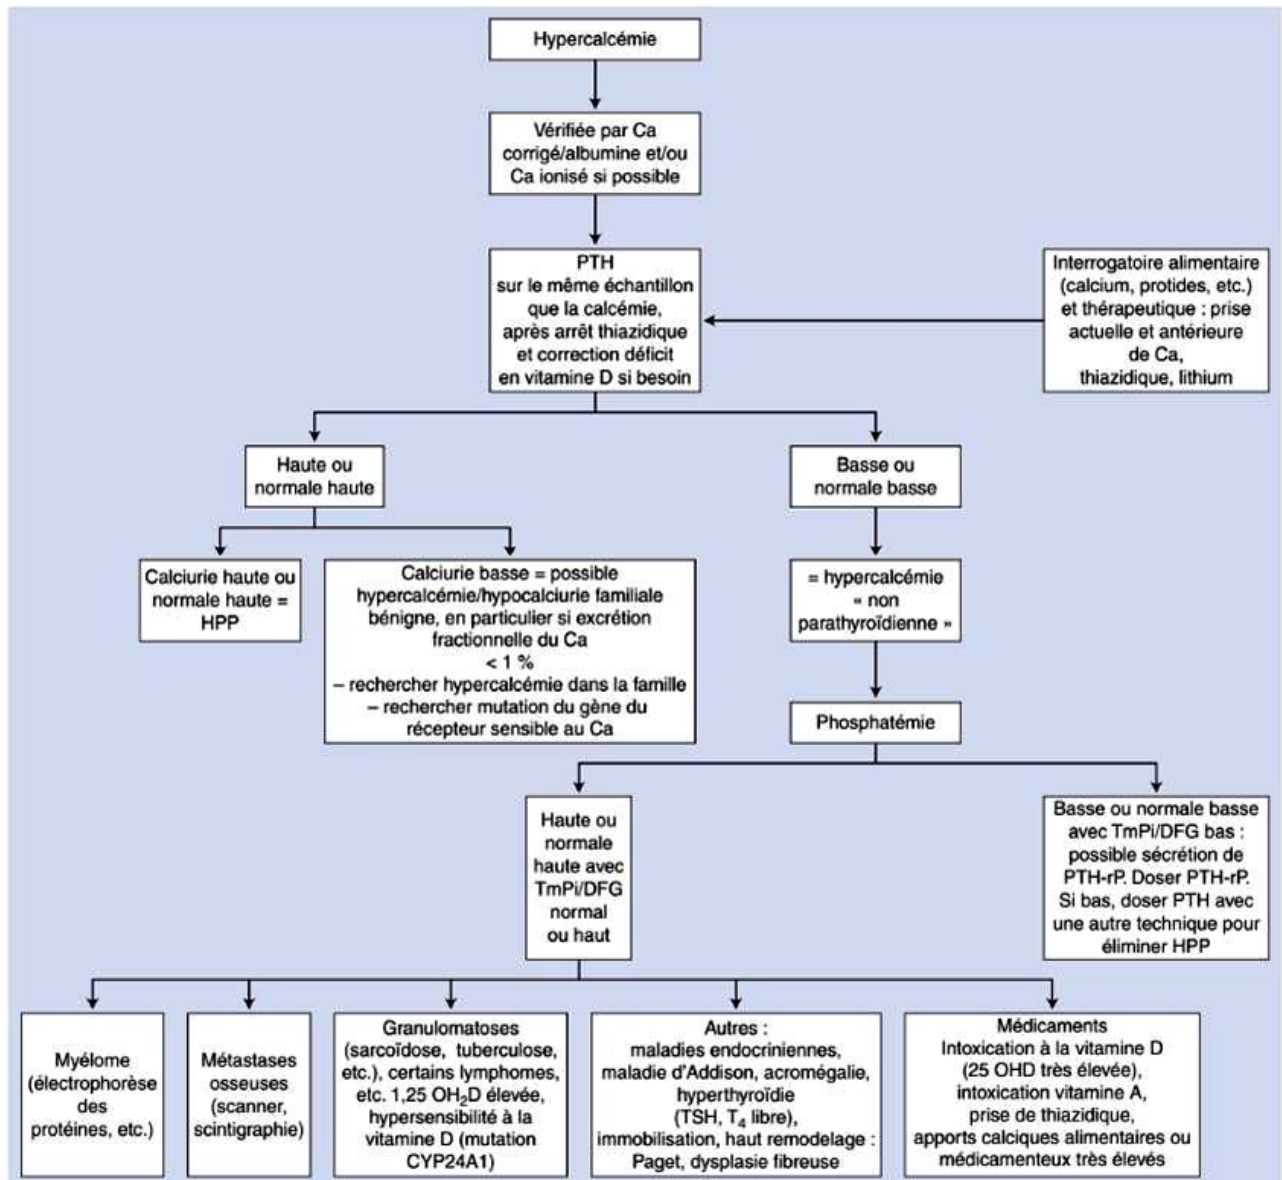 Hypercalcémie
Vérifiée par Ca
corrigé/albumine et/ou
Ca ionisé si possible
PTH
sur le même échantillon
que la calcémie,
après arrêt thiazidique
et correction déficit
en vitamine D si besoin
Interrogatoire alimentaire
(calcium, protides, etc.)
et thérapeutique : prise
actuelle et antérieure
de Ca,
thiazidique, lithium
Haute ou
normale haute
Basse ou
normale basse
Calciurie haute ou
normale haute =
HPP
Calciurie basse = possible
hypercalcémie/hypocalciurie familiale
bénigne, en particulier si excrétion
fractionnelle du Ca
< 1 %
– rechercher hypercalcémie dans la famille
– rechercher mutation du gène du
récepteur sensible au Ca
= hypercalcémie
« non
parathyroïdienne »
Phosphatémie
Haute ou
normale
haute avec
TmPi/DFG
normal
ou haut
Basse ou normale basse
avec TmPi/DFG bas :
possible sécrétion de
PTH-rP. Doser PTH-rP.
Si bas, doser PTH avec
une autre technique pour
éliminer HPP
Myélome
(électrophorèse
des
protéines, etc.)
Métastases
osseuses
(scanner,
scintigraphie)
Granulomatoses
(sarcoïdose, tuberculose,
etc.), certains lymphomes,
etc. 1,25 OH₂D élevée,
hypersensibilité à la
vitamine D (mutation
CYP24A1)
Autres :
maladies endocriniennes,
maladie d'Addison, acromégalie,
hyperthyroïdie
(TSH, T₄ libre),
immobilisation, haut remodelage :
Paget, dysplasie fibreuse
Médicaments
Intoxication à la vitamine D
(25 OHD très élevée),
intoxication vitamine A,
prise de thiazidique,
apports calciques alimentaires ou
médicamenteux très élevés